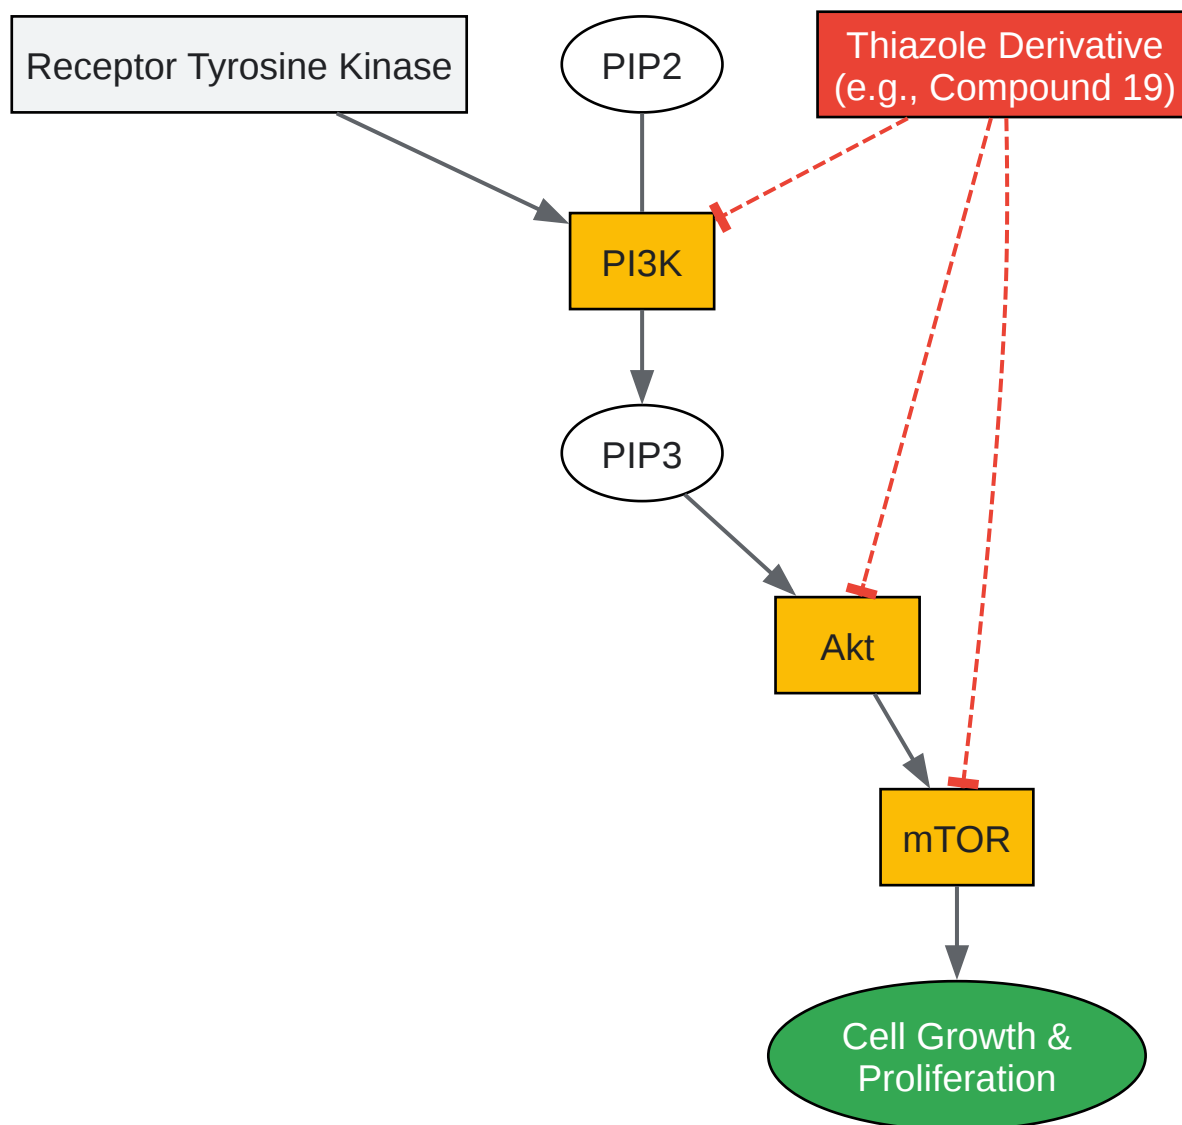 Receptor Tyrosine Kinase
PIP2
Thiazole Derivative
(e.g., Compound 19)
PI3K
PIP3
Akt
mTOR
Cell Growth &
Proliferation